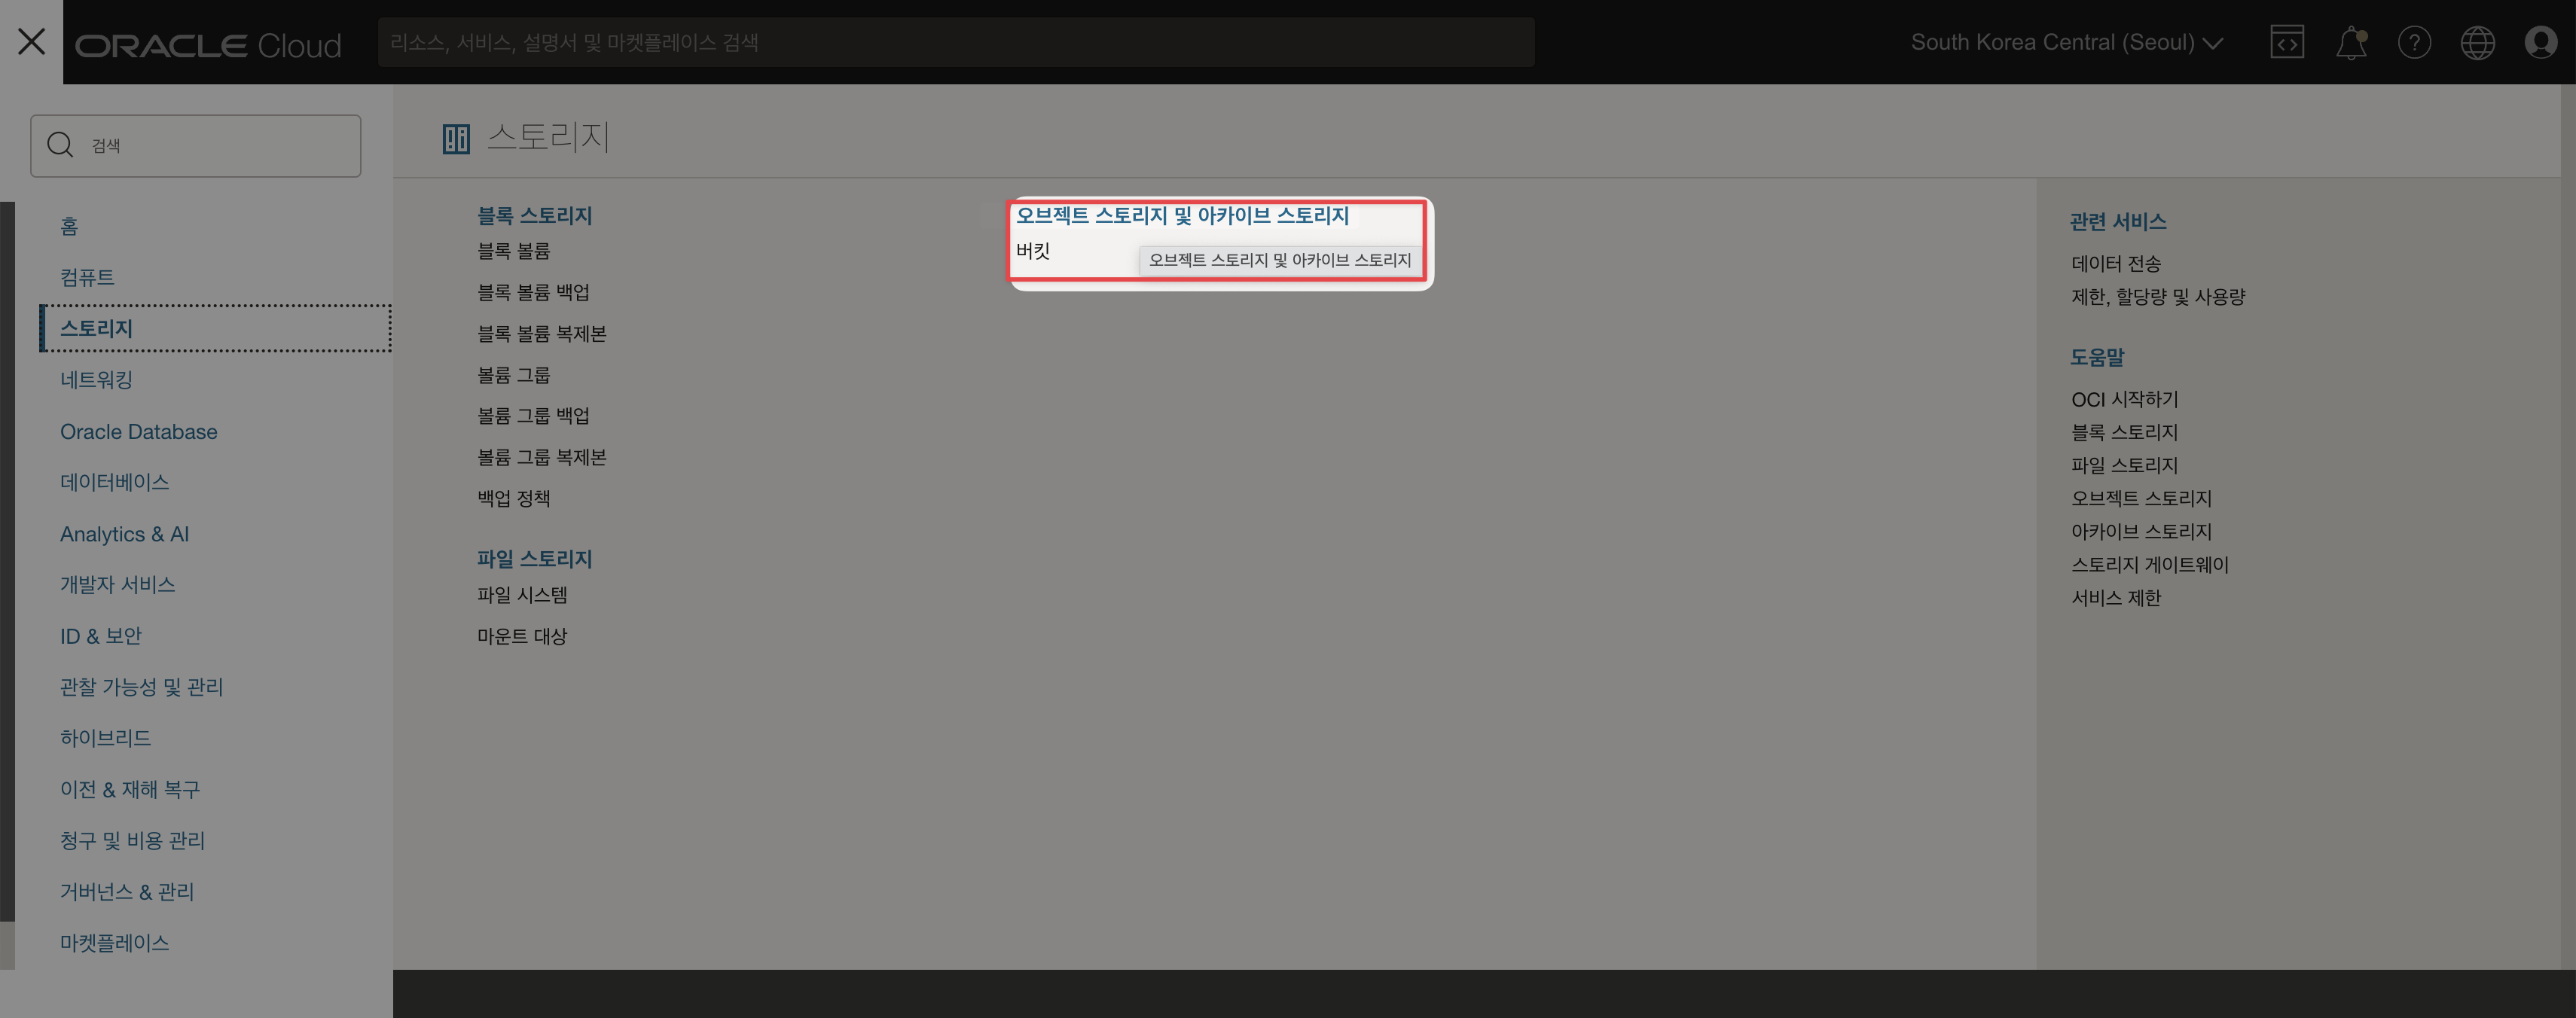 ORACLE Cloud
리소스, 서비스, 설명서 및 마켓플레이스 검색
South Korea Central (Seoul)
검색
홈
컴퓨트
스토리지
네트워킹
Oracle Database
데이터베이스
Analytics & AI
개발자 서비스
ID & 보안
관찰 가능성 및 관리
하이브리드
이전 & 재해 복구
청구 및 비용 관리
거버넌스 & 관리
마켓플레이스
스토리지
블록 스토리지
블록 볼륨
블록 볼륨 백업
블록 볼륨 복제본
볼륨 그룹
볼륨 그룹 백업
볼륨 그룹 복제본
백업 정책
파일 스토리지
파일 시스템
마운트 대상
오브젝트 스토리지 및 아카이브 스토리지
버킷
오브젝트 스토리지 및 아카이브 스토리지
관련 서비스
데이터 전송
제한, 할당량 및 사용량
도움말
OCI 시작하기
블록 스토리지
파일 스토리지
오브젝트 스토리지
아카이브 스토리지
스토리지 게이트웨이
서비스 제한